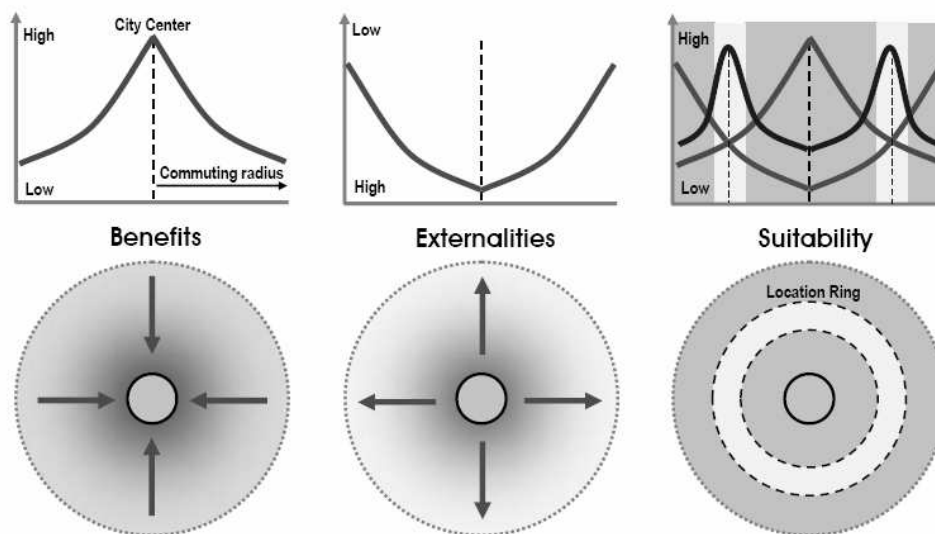 High
City Center
Commuting radius
Low
Low
High
High
Low
Benefits
Externalities
Suitability
Location Ring